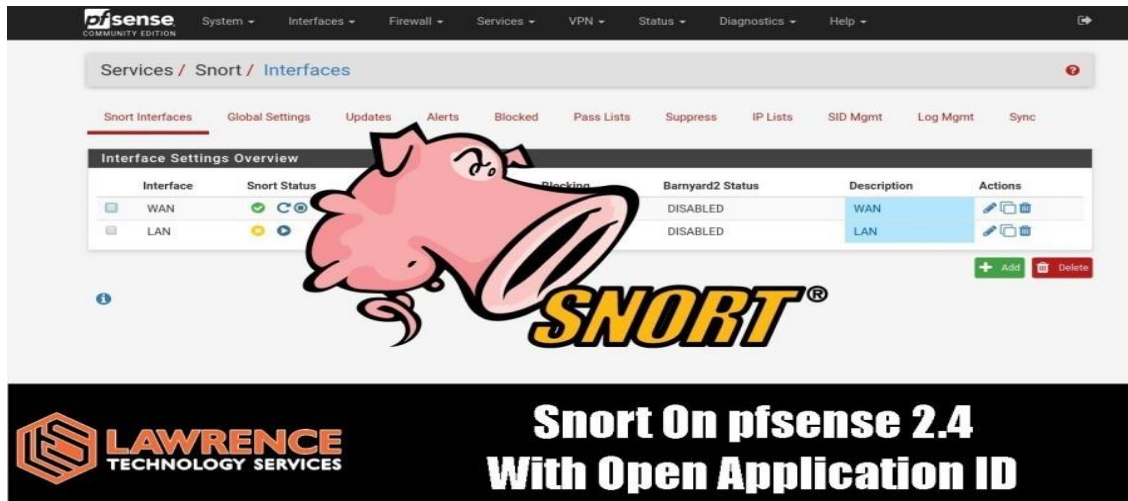 pfsense
COMMUNITY EDITION
System Interfaces Firewall Services VPN Status Diagnostics Help
Services / Snort / Interfaces
Snort Interfaces Global Settings Updates Alerts Blocked Pass Lists Suppress IP Lists SID Mgmt Log Mgmt Sync
Interface Settings Overview
Interface Snort Status Blocking Barnyard2 Status Description Actions
WAN DISABLED WAN
LAN DISABLED LAN
Add Delete
SNORT®
LAWRENCE
TECHNOLOGY SERVICES
Snort On pfsense 2.4
With Open Application ID